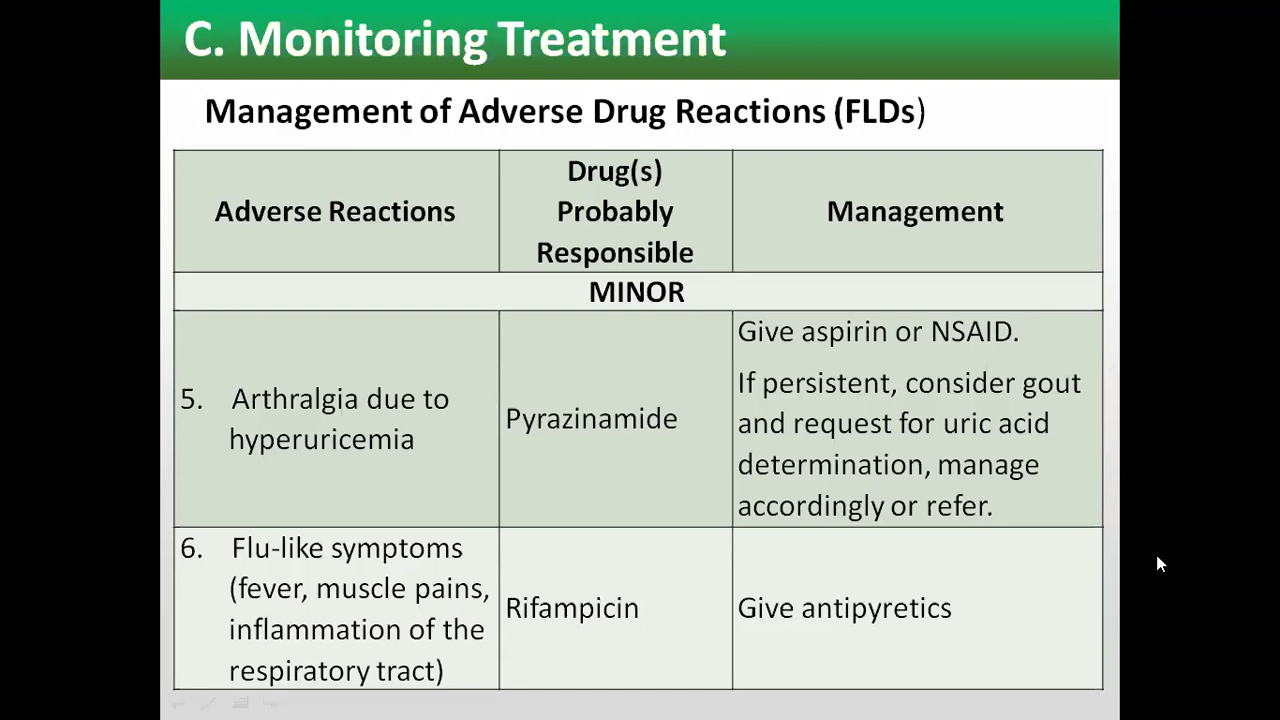 C. Monitoring Treatment
Management of Adverse Drug Reactions (FLDs)
Adverse Reactions
Drug(s)
Probably
Responsible
Management
MINOR
5. Arthralgia due to
hyperuricemia
Pyrazinamide
Give aspirin or NSAID.
If persistent, consider gout
and request for uric acid
determination, manage
accordingly or refer.
6. Flu-like symptoms
(fever, muscle pains,
inflammation of the
respiratory tract)
Rifampicin
Give antipyretics